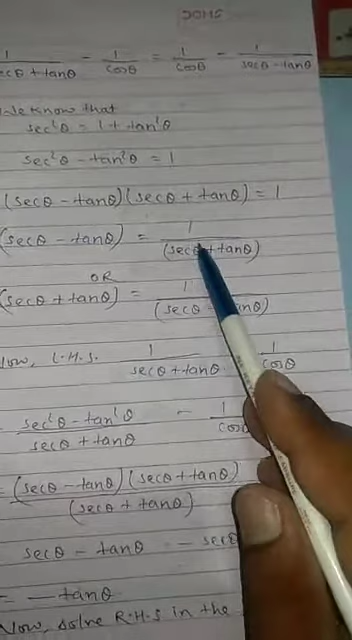 DOMS
1/(secθ + tanθ) - 1/cosθ = 1/cosθ - 1/(secθ - tanθ)
We know that
sec²θ = 1 + tan²θ
sec²θ - tan²θ = 1
(secθ - tanθ)(secθ + tanθ) = 1
(secθ - tanθ) = 1/(secθ + tanθ)
OR
(secθ + tanθ) = 1/(secθ - tanθ)
Now, L.H.S. 1/(secθ + tanθ) 1/cosθ
(sec²θ - tan²θ)/(secθ + tanθ) - 1/cosθ
= (secθ - tanθ)(secθ + tanθ)/(secθ + tanθ)
secθ - tanθ - sec
= - tanθ
Now, solve R.H.S in the